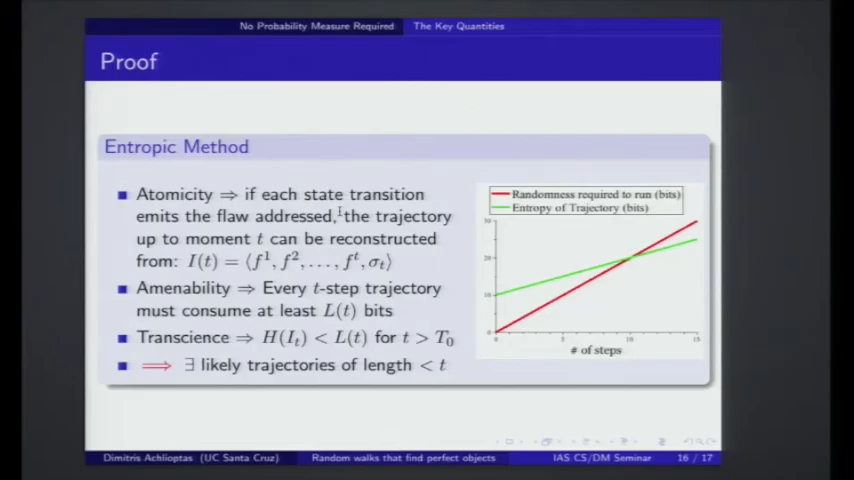 No Probability Measure Required The Key Quantities
Proof
Entropic Method
Atomicity ⇒ if each state transition
emits the flaw addressed, the trajectory
up to moment t can be reconstructed
from: I(t) = ⟨f¹, f², . . . , fᵗ, σₜ⟩
Amenability ⇒ Every t-step trajectory
must consume at least L(t) bits
Transcience ⇒ H(Iₜ) < L(t) for t > T₀
⟹ ∃ likely trajectories of length < t
Randomness required to run (bits)
Entropy of Trajectory (bits)
30
20
10
0
0 5 10 15
# of steps
Dimitris Achlioptas (UC Santa Cruz) Random walks that find perfect objects IAS CS/DM Seminar 16 / 17